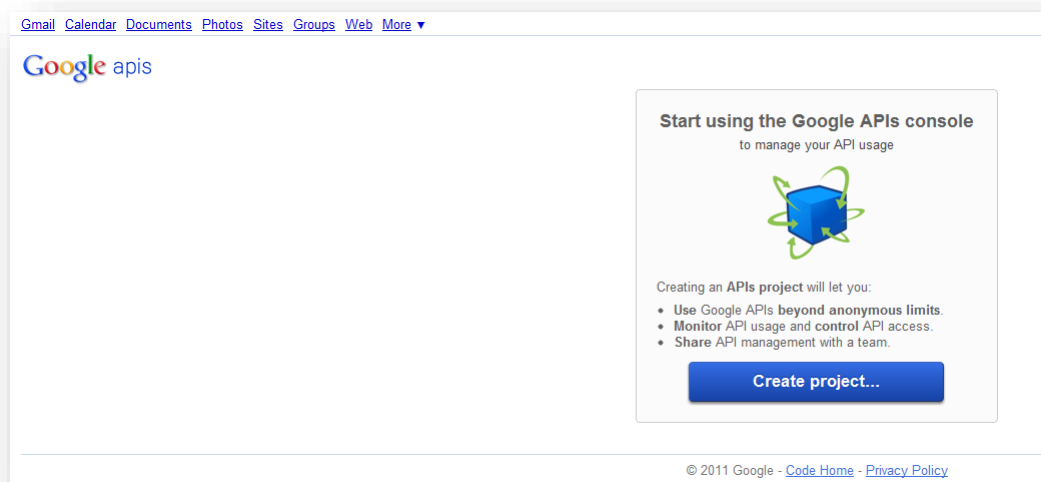 Gmail Calendar Documents Photos Sites Groups Web More ▼
Google apis
Start using the Google APIs console
to manage your API usage
Creating an APIs project will let you:
• Use Google APIs beyond anonymous limits.
• Monitor API usage and control API access.
• Share API management with a team.
Create project...
© 2011 Google - Code Home - Privacy Policy